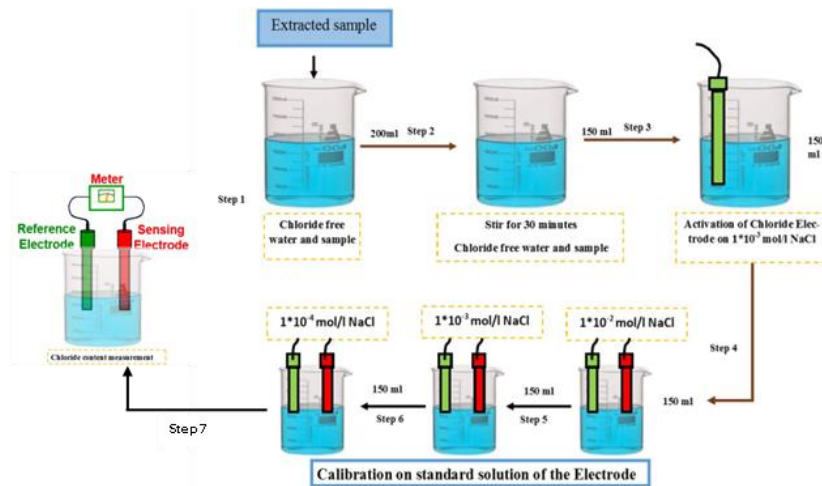 Extracted sample
Step 1
200ml
Step 2
150 ml
Step 3
150
ml
Chloride free
water and sample
Stir for 30 minutes
Chloride free water and sample
Activation of Chloride Elec-
trode on 1*10⁻³ mol/l NaCl
Meter
Reference
Electrode
Sensing
Electrode
Chloride content measurement
1*10⁻⁴ mol/l NaCl
1*10⁻³ mol/l NaCl
1*10⁻² mol/l NaCl
Step 4
150 ml
150 ml
Step 5
150 ml
Step 6
Step 7
Calibration on standard solution of the Electrode